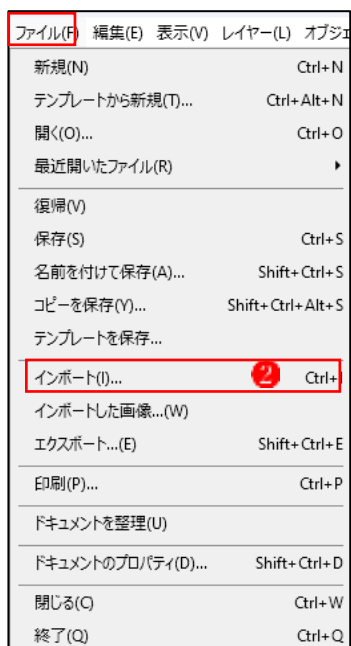 ファイル(F) 編集(E) 表示(V) レイヤー(L) オブジェ
新規(N) Ctrl+N
テンプレートから新規(T)... Ctrl+Alt+N
開く(O)... Ctrl+O
最近開いたファイル(R)
復帰(V)
保存(S) Ctrl+S
名前を付けて保存(A)... Shift+Ctrl+S
コピーを保存(Y)... Shift+Ctrl+Alt+S
テンプレートを保存...
インポート(I)... 2 Ctrl+I
インポートした画像...(W)
エクスポート...(E) Shift+Ctrl+E
印刷(P)... Ctrl+P
ドキュメントを整理(U)
ドキュメントのプロパティ(D)... Shift+Ctrl+D
閉じる(C) Ctrl+W
終了(Q) Ctrl+Q